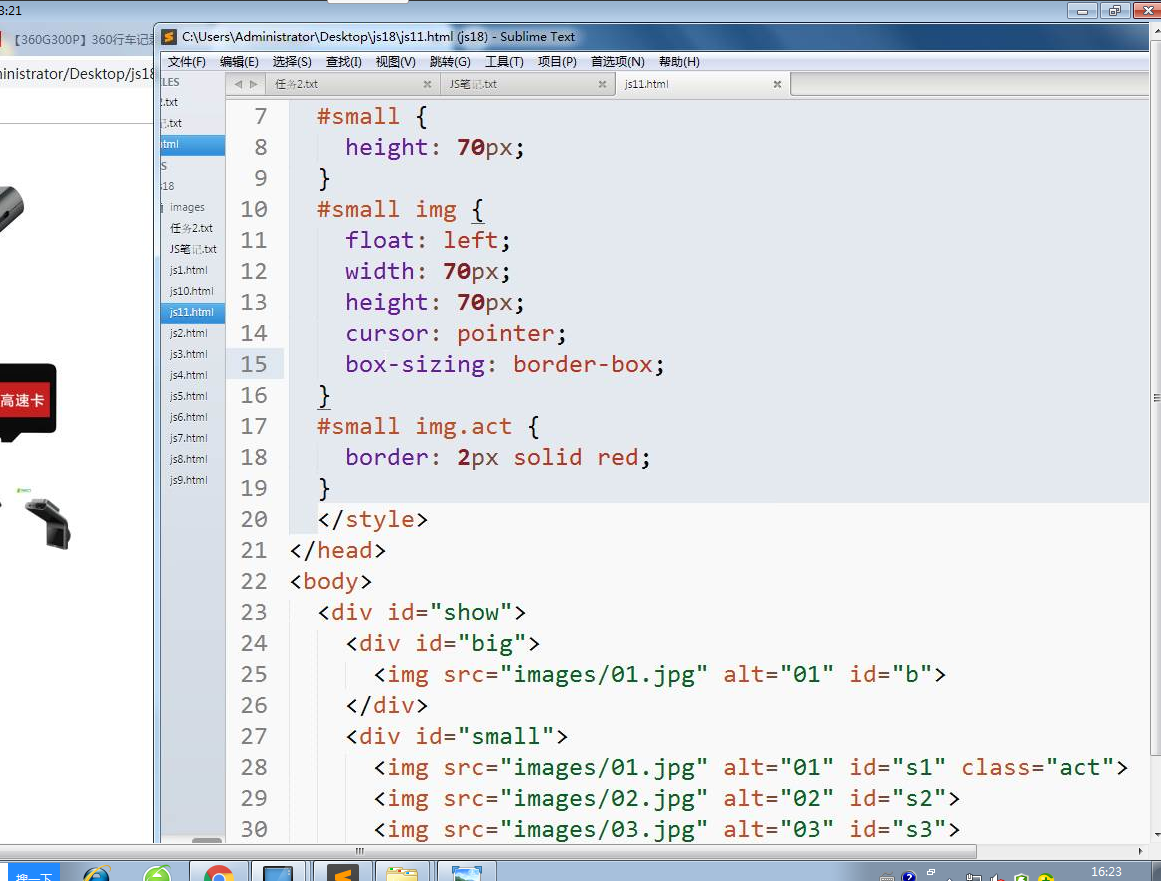 3:21
C:\Users\Administrator\Desktop\js18\js11.html (js18) - Sublime Text
【360G300P】360行车记
文件(F) 编辑(E) 选择(S) 查找(I) 视图(V) 跳转(G) 工具(T) 项目(P) 首选项(N) 帮助(H)
inistrator/Desktop/js18
任务2.txt JS笔记.txt js11.html
LES
.txt
.txt
html
S
s18
images
任务2.txt
JS笔记.txt
js1.html
js10.html
js11.html
js2.html
js3.html
js4.html
js5.html
js6.html
js7.html
js8.html
js9.html
高速卡
7 #small {
8 height: 70px;
9 }
10 #small img {
11 float: left;
12 width: 70px;
13 height: 70px;
14 cursor: pointer;
15 box-sizing: border-box;
16 }
17 #small img.act {
18 border: 2px solid red;
19 }
20 </style>
21 </head>
22 <body>
23 <div id="show">
24 <div id="big">
25 <img src="images/01.jpg" alt="01" id="b">
26 </div>
27 <div id="small">
28 <img src="images/01.jpg" alt="01" id="s1" class="act">
29 <img src="images/02.jpg" alt="02" id="s2">
30 <img src="images/03.jpg" alt="03" id="s3">
搜一下
16:23